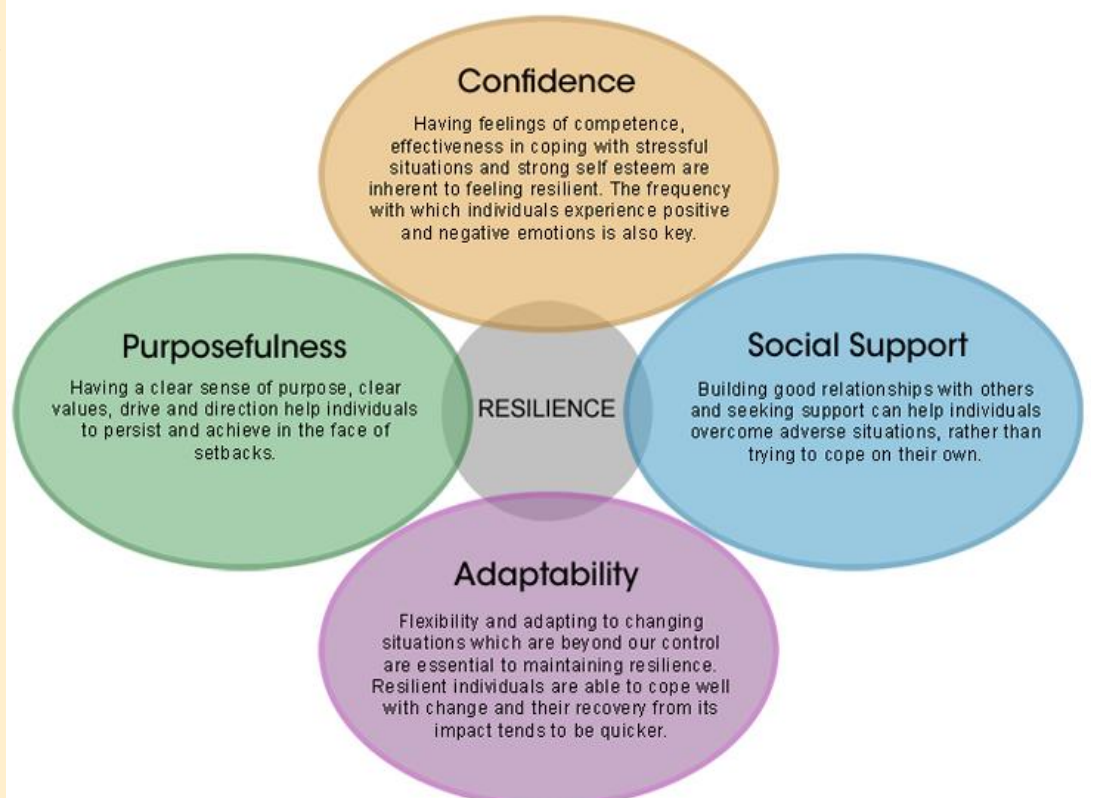 Confidence
Having feelings of competence,
effectiveness in coping with stressful
situations and strong self esteem are
inherent to feeling resilient. The frequency
with which individuals experience positive
and negative emotions is also key.
Purposefulness
Having a clear sense of purpose, clear
values, drive and direction help individuals
to persist and achieve in the face of
setbacks.
RESILIENCE
Social Support
Building good relationships with others
and seeking support can help individuals
overcome adverse situations, rather than
trying to cope on their own.
Adaptability
Flexibility and adapting to changing
situations which are beyond our control
are essential to maintaining resilience.
Resilient individuals are able to cope well
with change and their recovery from its
impact tends to be quicker.